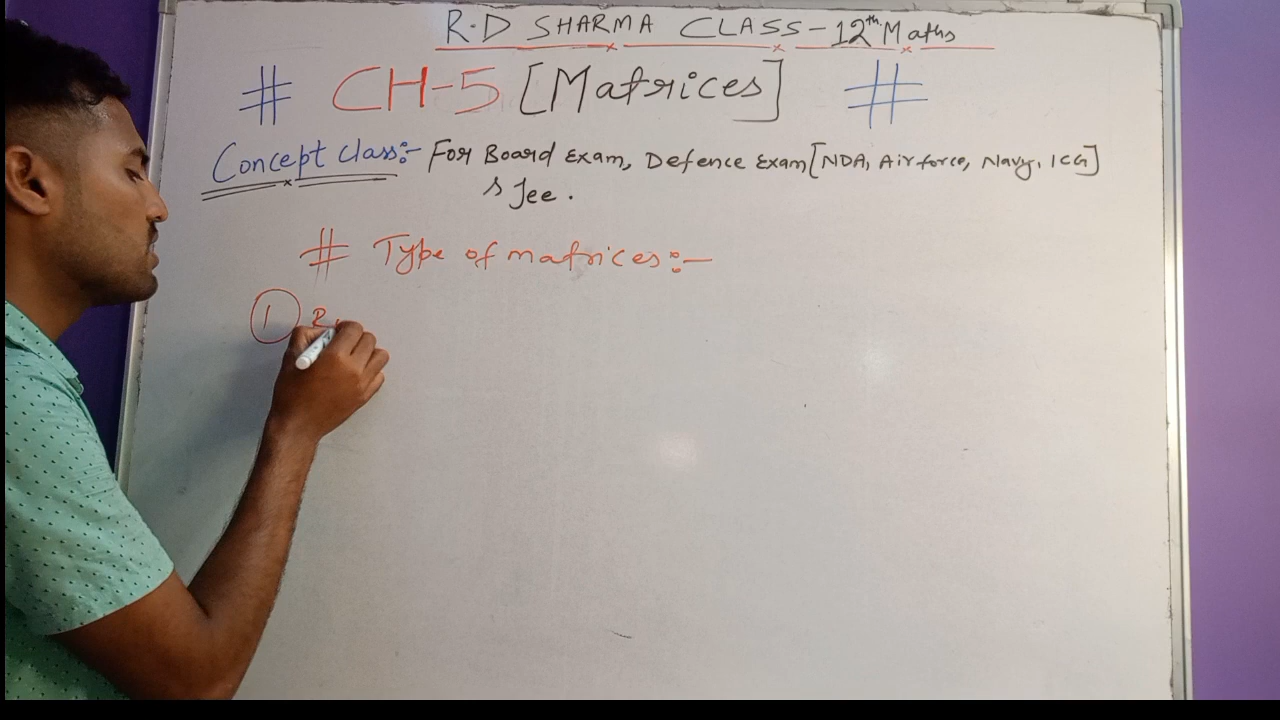 R.D SHARMA CLASS-12th Maths
# CH-5 [Matrices] #
Concept class:- For Board Exam, Defence Exam [NDA, Airforce, Navy, ICG]
& Jee.
# Type of matrices:-
1 R